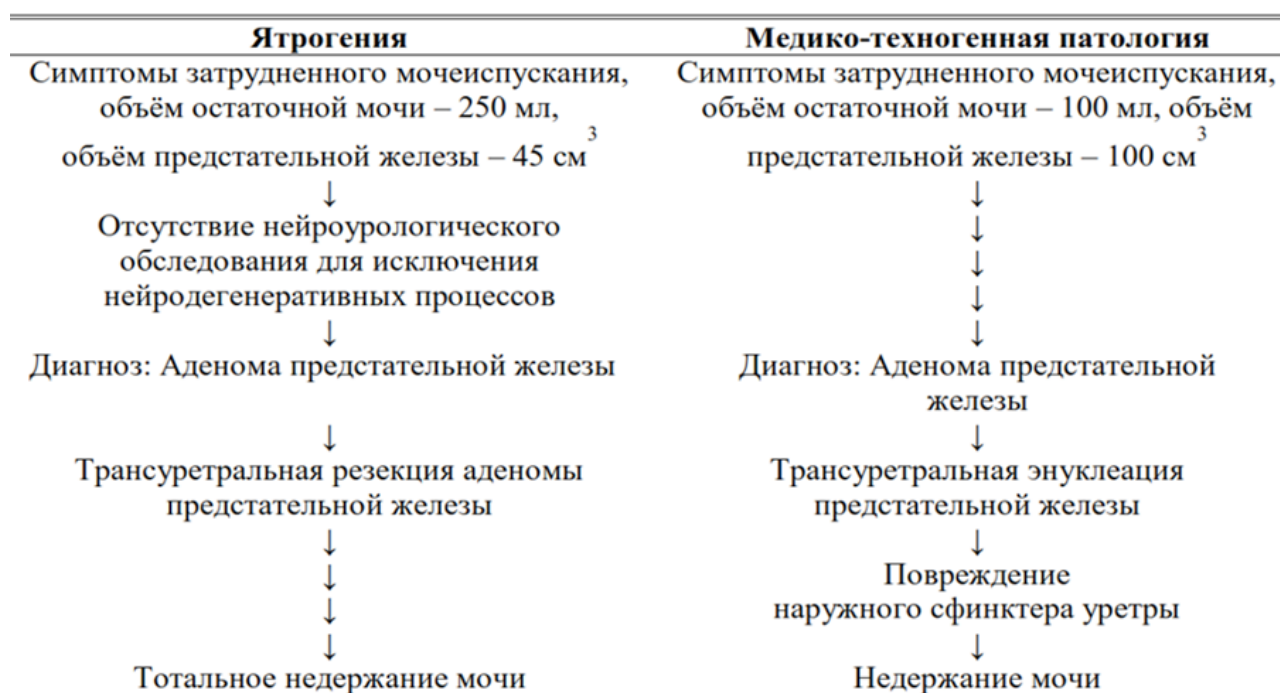 Ятрогения
Симптомы затрудненного мочеиспускания,
объём остаточной мочи – 250 мл,
объём предстательной железы – 45 см³
↓
Отсутствие нейроурологического
обследования для исключения
нейродегенеративных процессов
↓
Диагноз: Аденома предстательной железы
↓
Трансуретральная резекция аденомы
предстательной железы
↓
↓
↓
↓
Тотальное недержание мочи
Медико-техногенная патология
Симптомы затрудненного мочеиспускания,
объём остаточной мочи – 100 мл, объём
предстательной железы – 100 см³
↓
↓
↓
↓
↓
Диагноз: Аденома предстательной
железы
↓
Трансуретральная энуклеация
предстательной железы
↓
Повреждение
наружного сфинктера уретры
↓
Недержание мочи